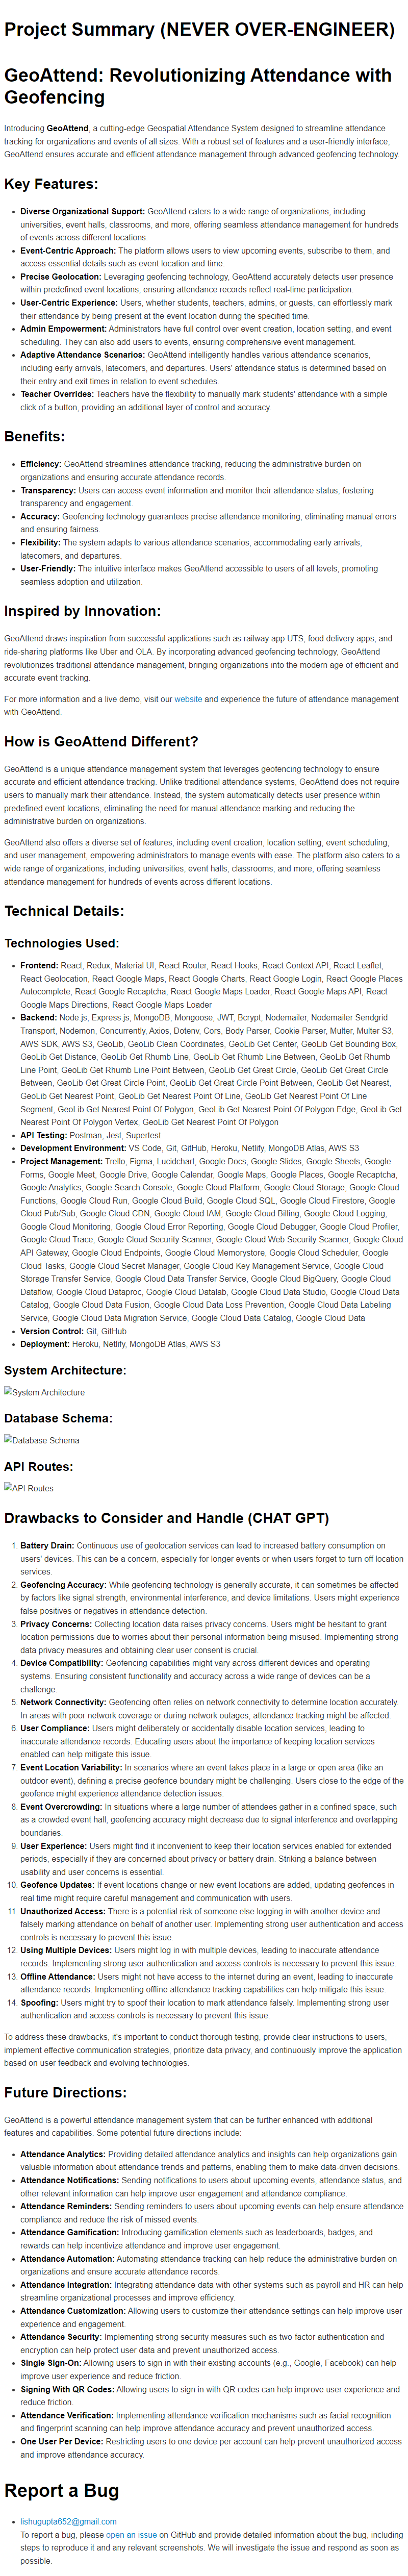 Project Summary (NEVER OVER-ENGINEER)
GeoAttend: Revolutionizing Attendance with
Geofencing
Introducing GeoAttend, a cutting-edge Geospatial Attendance System designed to streamline attendance
tracking for organizations and events of all sizes. With a robust set of features and a user-friendly interface,
GeoAttend ensures accurate and efficient attendance management through advanced geofencing technology.
Key Features:
• Diverse Organizational Support: GeoAttend caters to a wide range of organizations, including
universities, event halls, classrooms, and more, offering seamless attendance management for hundreds
of events across different locations.
• Event-Centric Approach: The platform allows users to view upcoming events, subscribe to them, and
access essential details such as event location and time.
• Precise Geolocation: Leveraging geofencing technology, GeoAttend accurately detects user presence
within predefined event locations, ensuring attendance records reflect real-time participation.
• User-Centric Experience: Users, whether students, teachers, admins, or guests, can effortlessly mark
their attendance by being present at the event location during the specified time.
• Admin Empowerment: Administrators have full control over event creation, location setting, and event
scheduling. They can also add users to events, ensuring comprehensive event management.
• Adaptive Attendance Scenarios: GeoAttend intelligently handles various attendance scenarios,
including early arrivals, latecomers, and departures. Users' attendance status is determined based on
their entry and exit times in relation to event schedules.
• Teacher Overrides: Teachers have the flexibility to manually mark students' attendance with a simple
click of a button, providing an additional layer of control and accuracy.
Benefits:
• Efficiency: GeoAttend streamlines attendance tracking, reducing the administrative burden on
organizations and ensuring accurate attendance records.
• Transparency: Users can access event information and monitor their attendance status, fostering
transparency and engagement.
• Accuracy: Geofencing technology guarantees precise attendance monitoring, eliminating manual errors
and ensuring fairness.
• Flexibility: The system adapts to various attendance scenarios, accommodating early arrivals,
latecomers, and departures.
• User-Friendly: The intuitive interface makes GeoAttend accessible to users of all levels, promoting
seamless adoption and utilization.
Inspired by Innovation:
GeoAttend draws inspiration from successful applications such as railway app UTS, food delivery apps, and
ride-sharing platforms like Uber and OLA. By incorporating advanced geofencing technology, GeoAttend
revolutionizes traditional attendance management, bringing organizations into the modern age of efficient and
accurate event tracking.
For more information and a live demo, visit our website and experience the future of attendance management
with GeoAttend.
How is GeoAttend Different?
GeoAttend is a unique attendance management system that leverages geofencing technology to ensure
accurate and efficient attendance tracking. Unlike traditional attendance systems, GeoAttend does not require
users to manually mark their attendance. Instead, the system automatically detects user presence within
predefined event locations, eliminating the need for manual attendance marking and reducing the
administrative burden on organizations.
GeoAttend also offers a diverse set of features, including event creation, location setting, event scheduling,
and user management, empowering administrators to manage events with ease. The platform also caters to a
wide range of organizations, including universities, event halls, classrooms, and more, offering seamless
attendance management for hundreds of events across different locations.
Technical Details:
Technologies Used:
• Frontend: React, Redux, Material UI, React Router, React Hooks, React Context API, React Leaflet,
React Geolocation, React Google Maps, React Google Charts, React Google Login, React Google Places
Autocomplete, React Google Recaptcha, React Google Maps Loader, React Google Maps API, React
Google Maps Directions, React Google Maps Loader
• Backend: Node.js, Express.js, MongoDB, Mongoose, JWT, Bcrypt, Nodemailer, Nodemailer Sendgrid
Transport, Nodemon, Concurrently, Axios, Dotenv, Cors, Body Parser, Cookie Parser, Multer, Multer S3,
AWS SDK, AWS S3, GeoLib, GeoLib Clean Coordinates, GeoLib Get Center, GeoLib Get Bounding Box,
GeoLib Get Distance, GeoLib Get Rhumb Line, GeoLib Get Rhumb Line Between, GeoLib Get Rhumb
Line Point, GeoLib Get Rhumb Line Point Between, GeoLib Get Great Circle, GeoLib Get Great Circle
Between, GeoLib Get Great Circle Point, GeoLib Get Great Circle Point Between, GeoLib Get Nearest,
GeoLib Get Nearest Point, GeoLib Get Nearest Point Of Line, GeoLib Get Nearest Point Of Line
Segment, GeoLib Get Nearest Point Of Polygon, GeoLib Get Nearest Point Of Polygon Edge, GeoLib Get
Nearest Point Of Polygon Vertex, GeoLib Get Nearest Point Of Polygon
• API Testing: Postman, Jest, Supertest
• Development Environment: VS Code, Git, GitHub, Heroku, Netlify, MongoDB Atlas, AWS S3
• Project Management: Trello, Figma, Lucidchart, Google Docs, Google Slides, Google Sheets, Google
Forms, Google Meet, Google Drive, Google Calendar, Google Maps, Google Places, Google Recaptcha,
Google Analytics, Google Search Console, Google Cloud Platform, Google Cloud Storage, Google Cloud
Functions, Google Cloud Run, Google Cloud Build, Google Cloud SQL, Google Cloud Firestore, Google
Cloud Pub/Sub, Google Cloud CDN, Google Cloud IAM, Google Cloud Billing, Google Cloud Logging,
Google Cloud Monitoring, Google Cloud Error Reporting, Google Cloud Debugger, Google Cloud Profiler,
Google Cloud Trace, Google Cloud Security Scanner, Google Cloud Web Security Scanner, Google Cloud
API Gateway, Google Cloud Endpoints, Google Cloud Memorystore, Google Cloud Scheduler, Google
Cloud Tasks, Google Cloud Secret Manager, Google Cloud Key Management Service, Google Cloud
Storage Transfer Service, Google Cloud Data Transfer Service, Google Cloud BigQuery, Google Cloud
Dataflow, Google Cloud Dataproc, Google Cloud Datalab, Google Cloud Data Studio, Google Cloud Data
Catalog, Google Cloud Data Fusion, Google Cloud Data Loss Prevention, Google Cloud Data Labeling
Service, Google Cloud Data Migration Service, Google Cloud Data Catalog, Google Cloud Data
• Version Control: Git, GitHub
• Deployment: Heroku, Netlify, MongoDB Atlas, AWS S3
System Architecture:
System Architecture
Database Schema:
Database Schema
API Routes:
API Routes
Drawbacks to Consider and Handle (CHAT GPT)
1. Battery Drain: Continuous use of geolocation services can lead to increased battery consumption on
users' devices. This can be a concern, especially for longer events or when users forget to turn off location
services.
2. Geofencing Accuracy: While geofencing technology is generally accurate, it can sometimes be affected
by factors like signal strength, environmental interference, and device limitations. Users might experience
false positives or negatives in attendance detection.
3. Privacy Concerns: Collecting location data raises privacy concerns. Users might be hesitant to grant
location permissions due to worries about their personal information being misused. Implementing strong
data privacy measures and obtaining clear user consent is crucial.
4. Device Compatibility: Geofencing capabilities might vary across different devices and operating
systems. Ensuring consistent functionality and accuracy across a wide range of devices can be a
challenge.
5. Network Connectivity: Geofencing often relies on network connectivity to determine location accurately.
In areas with poor network coverage or during network outages, attendance tracking might be affected.
6. User Compliance: Users might deliberately or accidentally disable location services, leading to
inaccurate attendance records. Educating users about the importance of keeping location services
enabled can help mitigate this issue.
7. Event Location Variability: In scenarios where an event takes place in a large or open area (like an
outdoor event), defining a precise geofence boundary might be challenging. Users close to the edge of the
geofence might experience attendance detection issues.
8. Event Overcrowding: In situations where a large number of attendees gather in a confined space, such
as a crowded event hall, geofencing accuracy might decrease due to signal interference and overlapping
boundaries.
9. User Experience: Users might find it inconvenient to keep their location services enabled for extended
periods, especially if they are concerned about privacy or battery drain. Striking a balance between
usability and user concerns is essential.
10. Geofence Updates: If event locations change or new event locations are added, updating geofences in
real time might require careful management and communication with users.
11. Unauthorized Access: There is a potential risk of someone else logging in with another device and
falsely marking attendance on behalf of another user. Implementing strong user authentication and access
controls is necessary to prevent this issue.
12. Using Multiple Devices: Users might log in with multiple devices, leading to inaccurate attendance
records. Implementing strong user authentication and access controls is necessary to prevent this issue.
13. Offline Attendance: Users might not have access to the internet during an event, leading to inaccurate
attendance records. Implementing offline attendance tracking capabilities can help mitigate this issue.
14. Spoofing: Users might try to spoof their location to mark attendance falsely. Implementing strong user
authentication and access controls is necessary to prevent this issue.
To address these drawbacks, it's important to conduct thorough testing, provide clear instructions to users,
implement effective communication strategies, prioritize data privacy, and continuously improve the application
based on user feedback and evolving technologies.
Future Directions:
GeoAttend is a powerful attendance management system that can be further enhanced with additional
features and capabilities. Some potential future directions include:
• Attendance Analytics: Providing detailed attendance analytics and insights can help organizations gain
valuable information about attendance trends and patterns, enabling them to make data-driven decisions.
• Attendance Notifications: Sending notifications to users about upcoming events, attendance status, and
other relevant information can help improve user engagement and attendance compliance.
• Attendance Reminders: Sending reminders to users about upcoming events can help ensure attendance
compliance and reduce the risk of missed events.
• Attendance Gamification: Introducing gamification elements such as leaderboards, badges, and
rewards can help incentivize attendance and improve user engagement.
• Attendance Automation: Automating attendance tracking can help reduce the administrative burden on
organizations and ensure accurate attendance records.
• Attendance Integration: Integrating attendance data with other systems such as payroll and HR can help
streamline organizational processes and improve efficiency.
• Attendance Customization: Allowing users to customize their attendance settings can help improve user
experience and engagement.
• Attendance Security: Implementing strong security measures such as two-factor authentication and
encryption can help protect user data and prevent unauthorized access.
• Single Sign-On: Allowing users to sign in with their existing accounts (e.g., Google, Facebook) can help
improve user experience and reduce friction.
• Signing With QR Codes: Allowing users to sign in with QR codes can help improve user experience and
reduce friction.
• Attendance Verification: Implementing attendance verification mechanisms such as facial recognition
and fingerprint scanning can help improve attendance accuracy and prevent unauthorized access.
• One User Per Device: Restricting users to one device per account can help prevent unauthorized access
and improve attendance accuracy.
Report a Bug
• lishugupta652@gmail.com
To report a bug, please open an issue on GitHub and provide detailed information about the bug, including
steps to reproduce it and any relevant screenshots. We will investigate the issue and respond as soon as
possible.